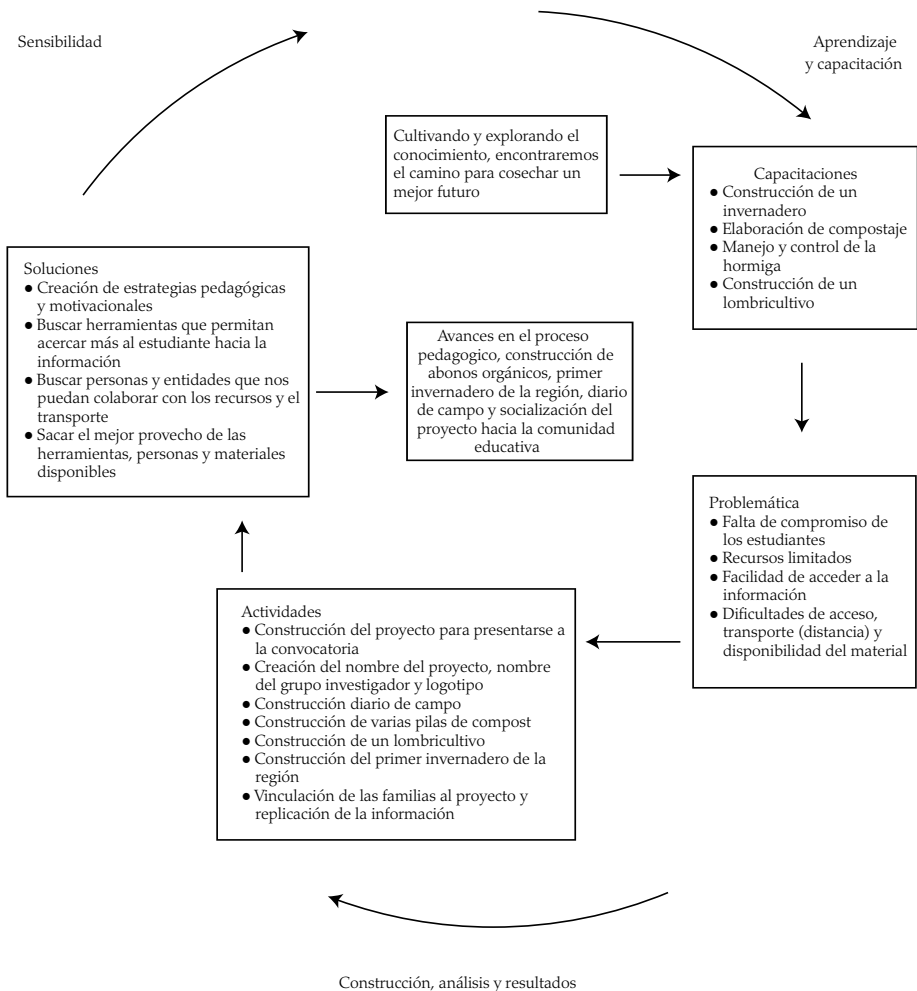 Sensibilidad
Aprendizaje
y capacitación
Cultivando y explorando el
conocimiento, encontraremos
el camino para cosechar un
mejor futuro
Capacitaciones
● Construcción de un
invernadero
● Elaboración de compostaje
● Manejo y control de la
hormiga
● Construcción de un
lombricultivo
Soluciones
● Creación de estrategias pedagógicas
y motivacionales
● Buscar herramientas que permitan
acercar más al estudiante hacia la
información
● Buscar personas y entidades que nos
puedan colaborar con los recursos y el
transporte
● Sacar el mejor provecho de las
herramientas, personas y materiales
disponibles
Avances en el proceso
pedagogico, construcción de
abonos orgánicos, primer
invernadero de la región, diario
de campo y socialización del
proyecto hacia la comunidad
educativa
Problemática
● Falta de compromiso de
los estudiantes
● Recursos limitados
● Facilidad de acceder a la
información
● Dificultades de acceso,
transporte (distancia) y
disponibilidad del material
Actividades
● Construcción del proyecto para presentarse a
la convocatoria
● Creación del nombre del proyecto, nombre
del grupo investigador y logotipo
● Construcción diario de campo
● Construcción de varias pilas de compost
● Construcción de un lombricultivo
● Construcción del primer invernadero de la
región
● Vinculación de las familias al proyecto y
replicación de la información
Construcción, análisis y resultados